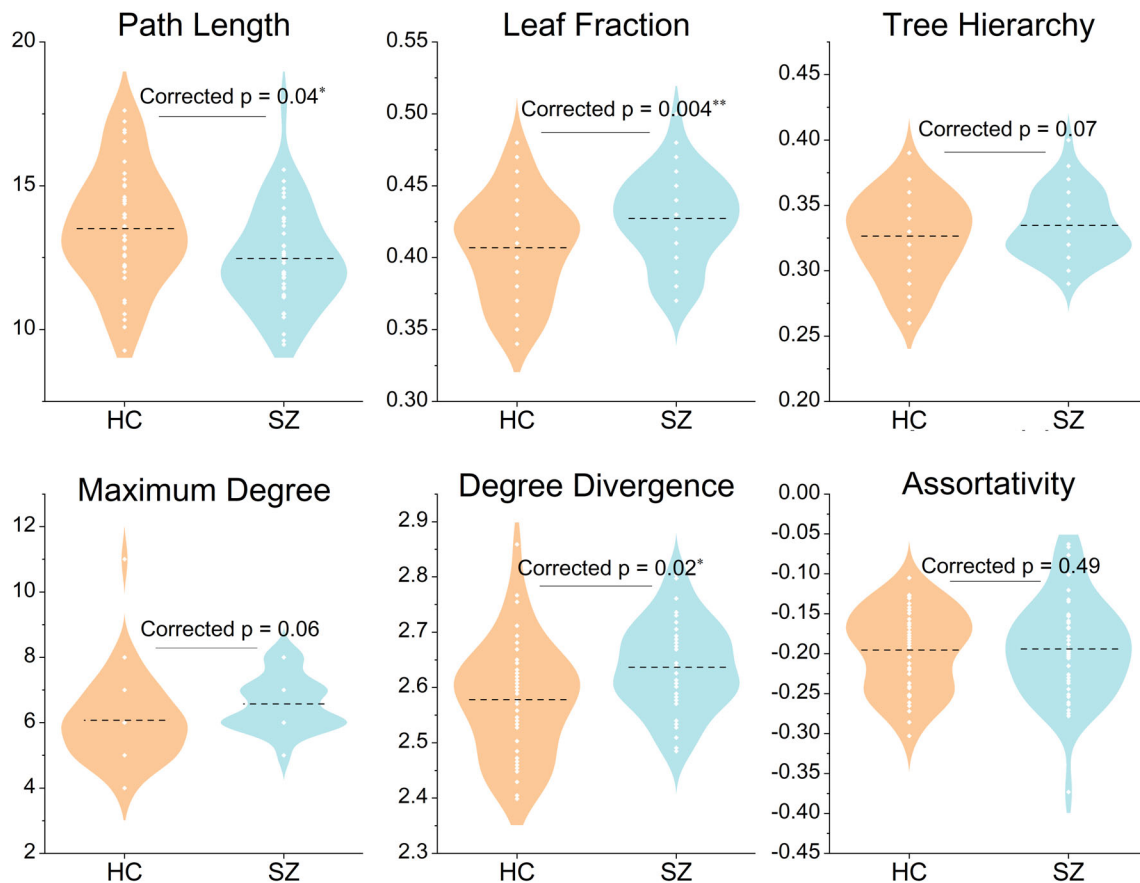 Path Length
20
15
10
Corrected p = 0.04*
HC
SZ
Leaf Fraction
0.55
0.50
0.45
0.40
0.35
0.30
Corrected p = 0.004**
HC
SZ
Tree Hierarchy
0.45
0.40
0.35
0.30
0.25
0.20
Corrected p = 0.07
HC
SZ
Maximum Degree
12
10
8
6
4
2
Corrected p = 0.06
HC
SZ
Degree Divergence
2.9
2.8
2.7
2.6
2.5
2.4
2.3
Corrected p = 0.02*
HC
SZ
Assortativity
0.00
-0.05
-0.10
-0.15
-0.20
-0.25
-0.30
-0.35
-0.40
-0.45
Corrected p = 0.49
HC
SZ